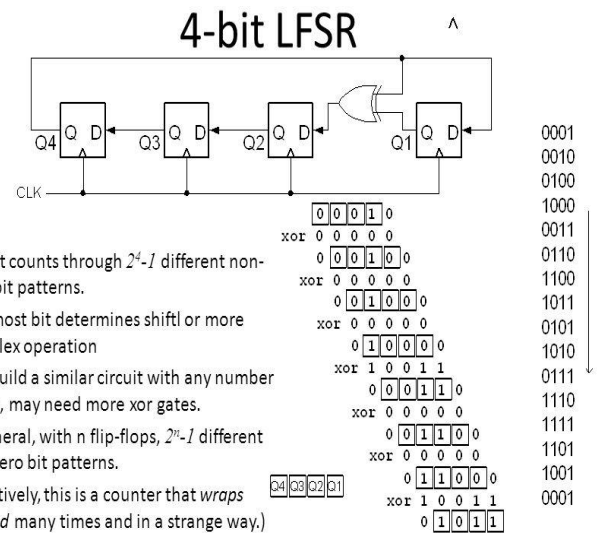 4-bit LFSR
^
Q D
Q D
Q D
Q D
Q4
Q3
Q2
Q1
CLK
t counts through 2⁴-1 different non-
bit patterns.
most bit determines shiftl or more
lex operation
uild a similar circuit with any number
, may need more xor gates.
neral, with n flip-flops, 2ⁿ-1 different
ero bit patterns.
tively, this is a counter that wraps
d many times and in a strange way.)
Q4 Q3 Q2 Q1
0 0 0 1 0
xor 0 0 0 0 0
0 0 0 1 0 0
xor 0 0 0 0 0
0 0 1 0 0 0
xor 0 0 0 0 0
0 1 0 0 0 0
xor 1 0 0 1 1
0 0 0 1 1 0
xor 0 0 0 0 0
0 0 1 1 0 0
xor 0 0 0 0 0
0 1 1 0 0 0
xor 1 0 0 1 1
0 1 0 1 1
0001
0010
0100
1000
0011
0110
1100
1011
0101
1010
0111
1110
1111
1101
1001
0001